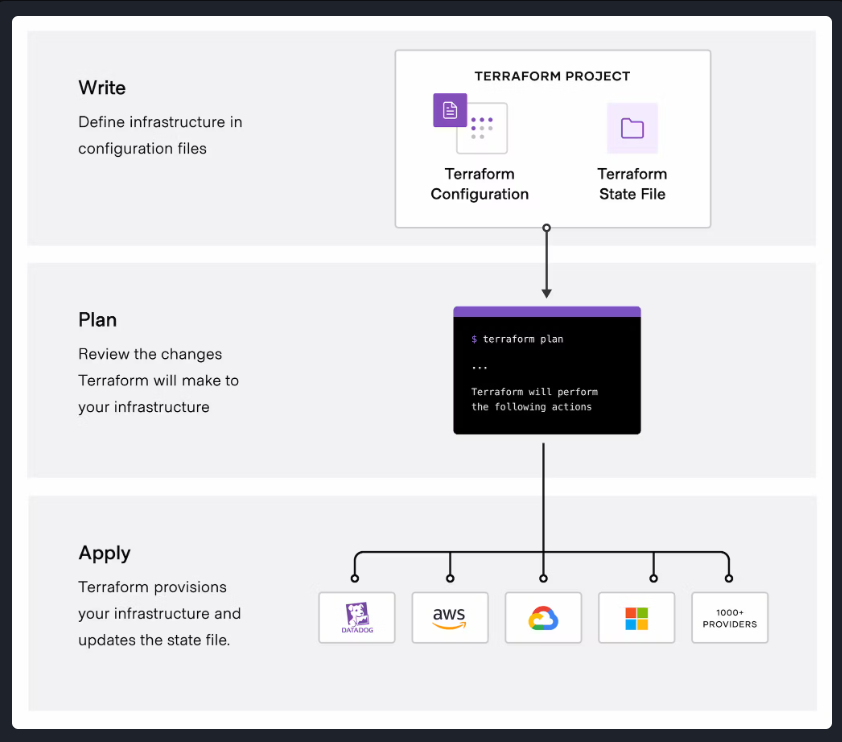 Write
Define infrastructure in
configuration files
TERRAFORM PROJECT
Terraform
Configuration
Terraform
State File
Plan
Review the changes
Terraform will make to
your infrastructure
$ terraform plan
...
Terraform will perform
the following actions
Apply
Terraform provisions
your infrastructure and
updates the state file.
DATADOG
aws
1000+
PROVIDERS